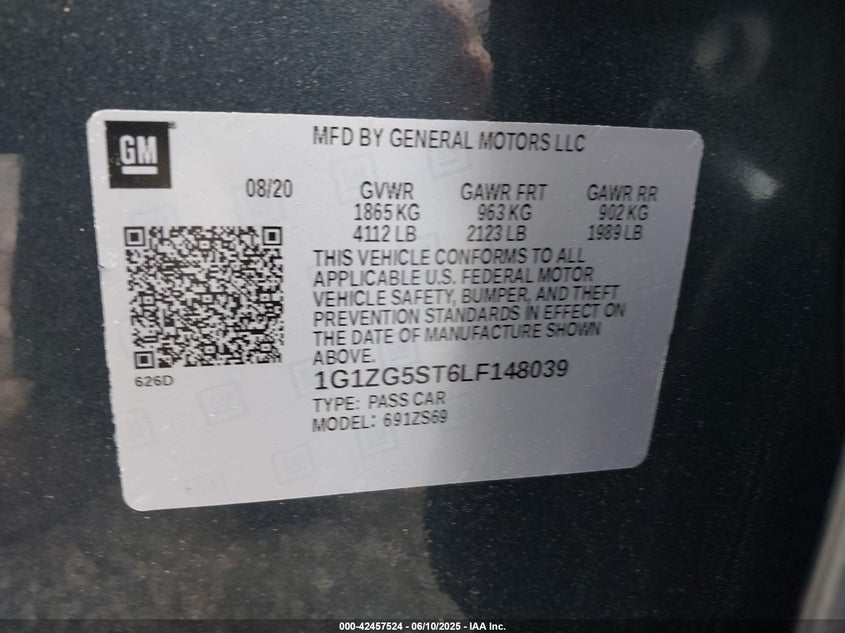 GM
MFD BY GENERAL MOTORS LLC
08/20 GVWR GAWR FRT GAWR RR
1865 KG 963 KG 902 KG
4112 LB 2123 LB 1989 LB
THIS VEHICLE CONFORMS TO ALL
APPLICABLE U.S. FEDERAL MOTOR
VEHICLE SAFETY, BUMPER, AND THEFT
PREVENTION STANDARDS IN EFFECT ON
THE DATE OF MANUFACTURE SHOWN
ABOVE.
626D
1G1ZG5ST6LF148039
TYPE: PASS CAR
MODEL: 691ZS69
000-42457524 - 06/10/2025 - IAA Inc.